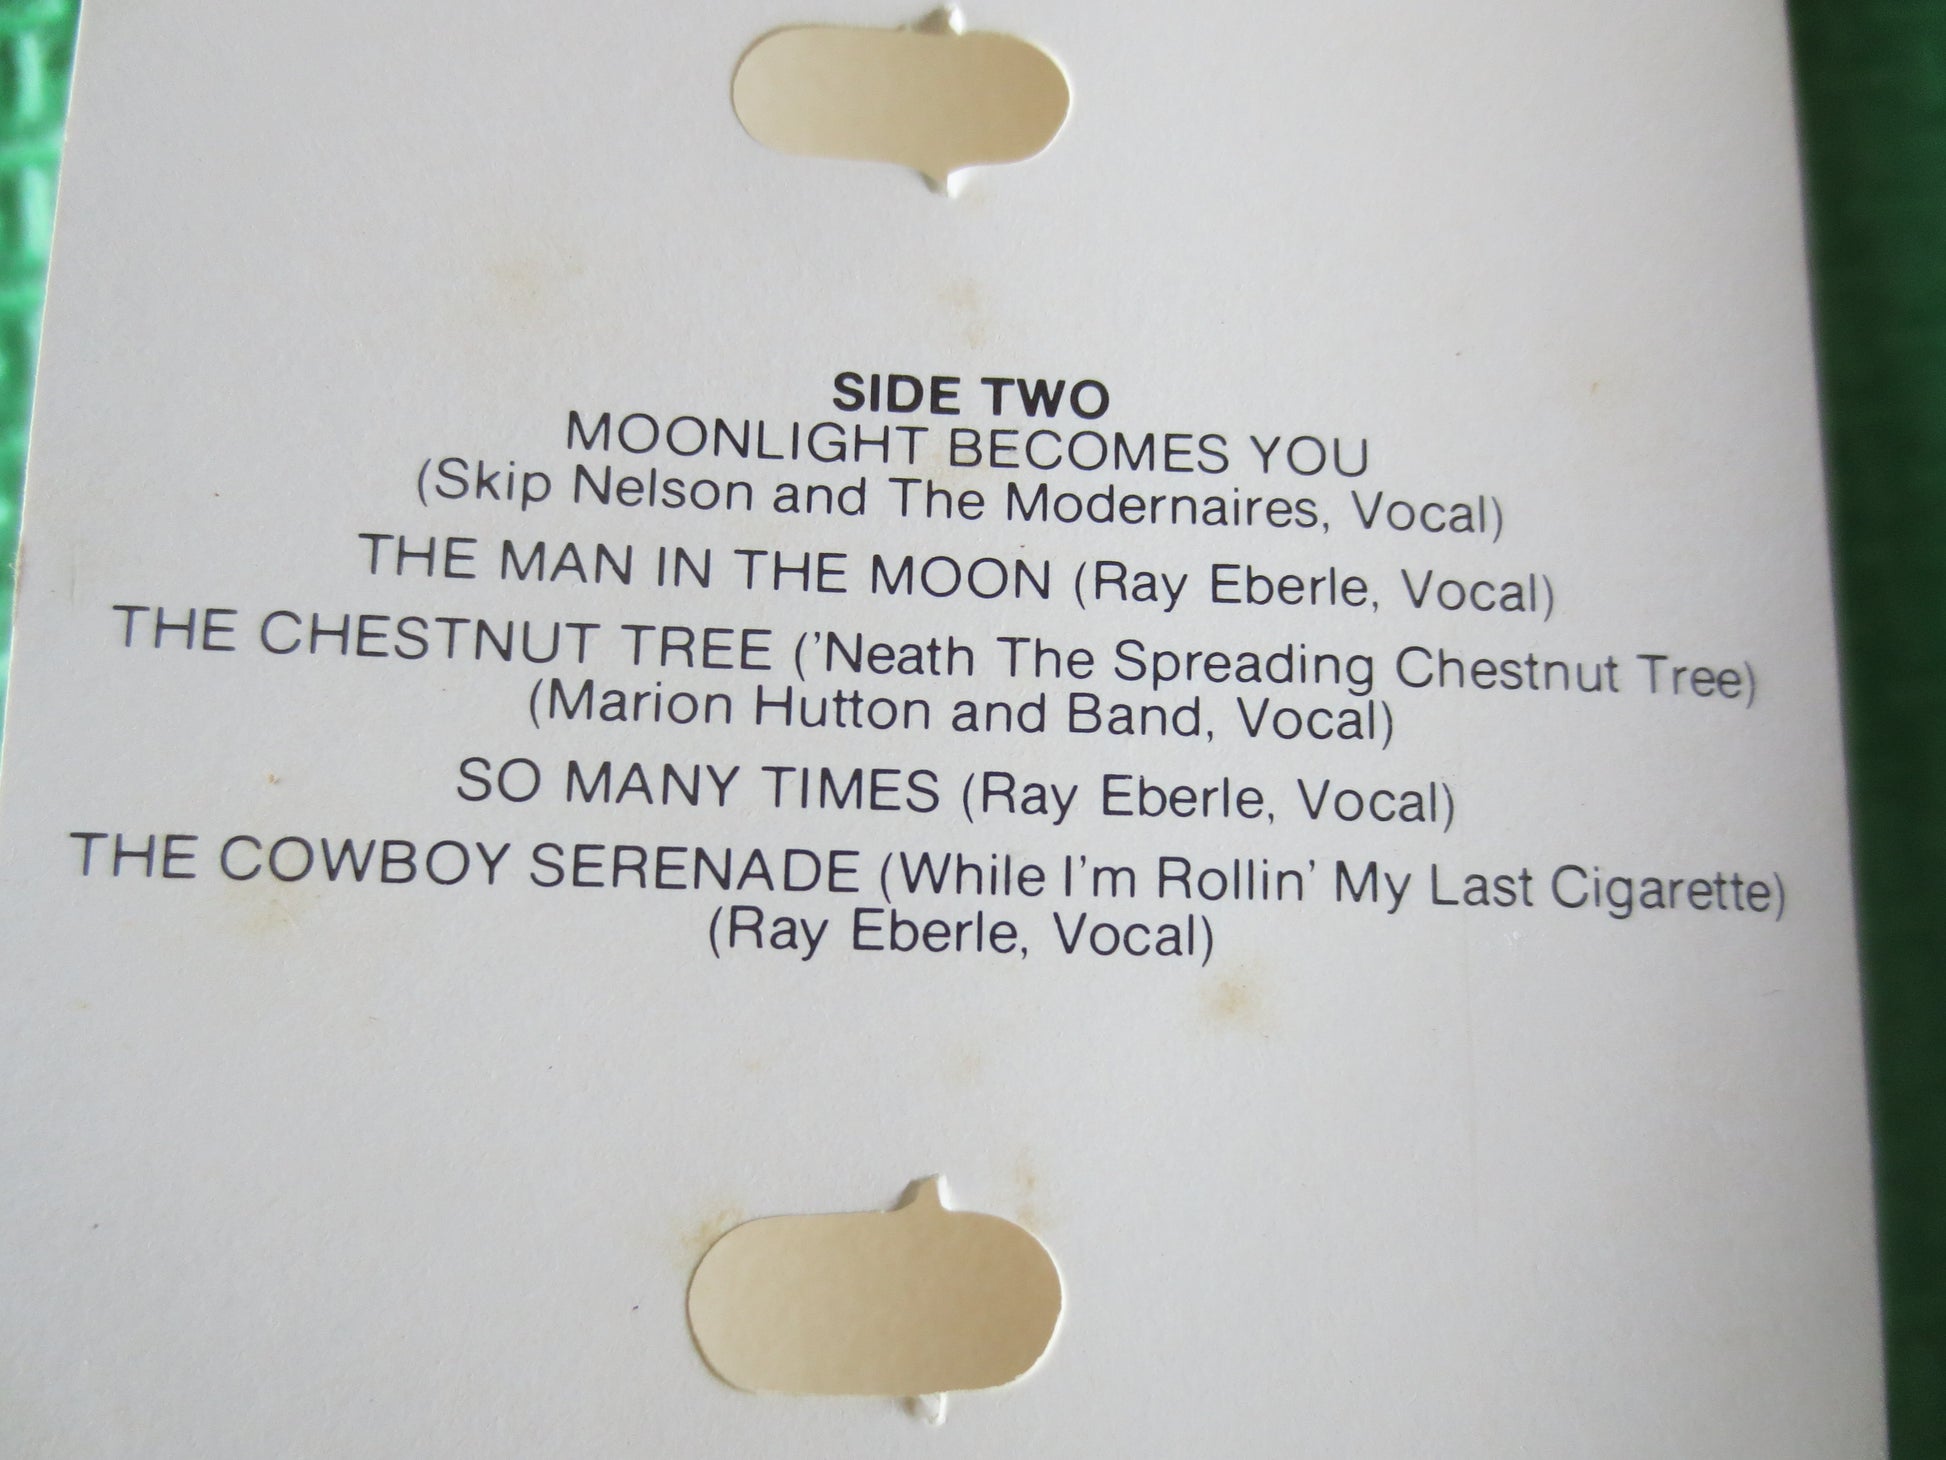 SIDE TWO
MOONLIGHT BECOMES YOU
(Skip Nelson and The Modernaires, Vocal)
THE MAN IN THE MOON (Ray Eberle, Vocal)
THE CHESTNUT TREE ('Neath The Spreading Chestnut Tree)
(Marion Hutton and Band, Vocal)
SO MANY TIMES (Ray Eberle, Vocal)
THE COWBOY SERENADE (While I'm Rollin' My Last Cigarette)
(Ray Eberle, Vocal)